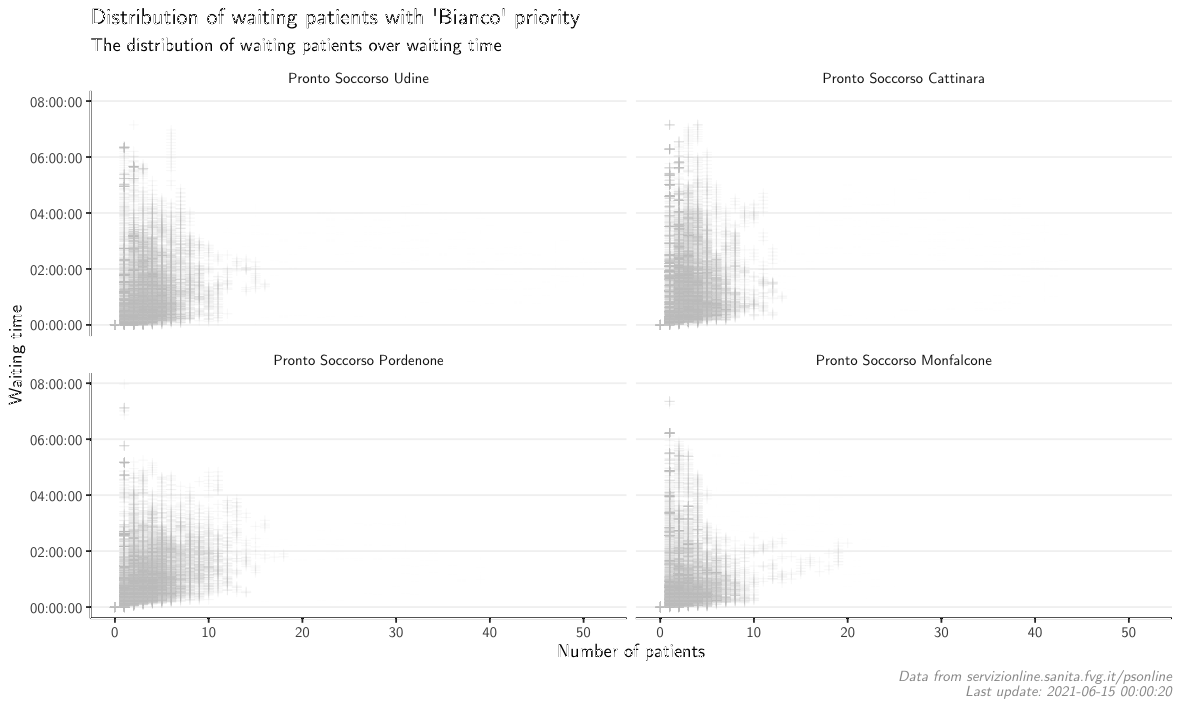 Distribution of waiting patients with 'Bianco' priority
The distribution of waiting patients over waiting time
Pronto Soccorso Udine
Pronto Soccorso Cattinara
08:00:00
06:00:00
04:00:00
02:00:00
00:00:00
Pronto Soccorso Pordenone
Pronto Soccorso Monfalcone
08:00:00
06:00:00
04:00:00
02:00:00
00:00:00
Waiting time
0 10 20 30 40 50 0 10 20 30 40 50
Number of patients
Data from servizionline.sanita.fvg.it/psonline
Last update: 2021-06-15 00:00:20